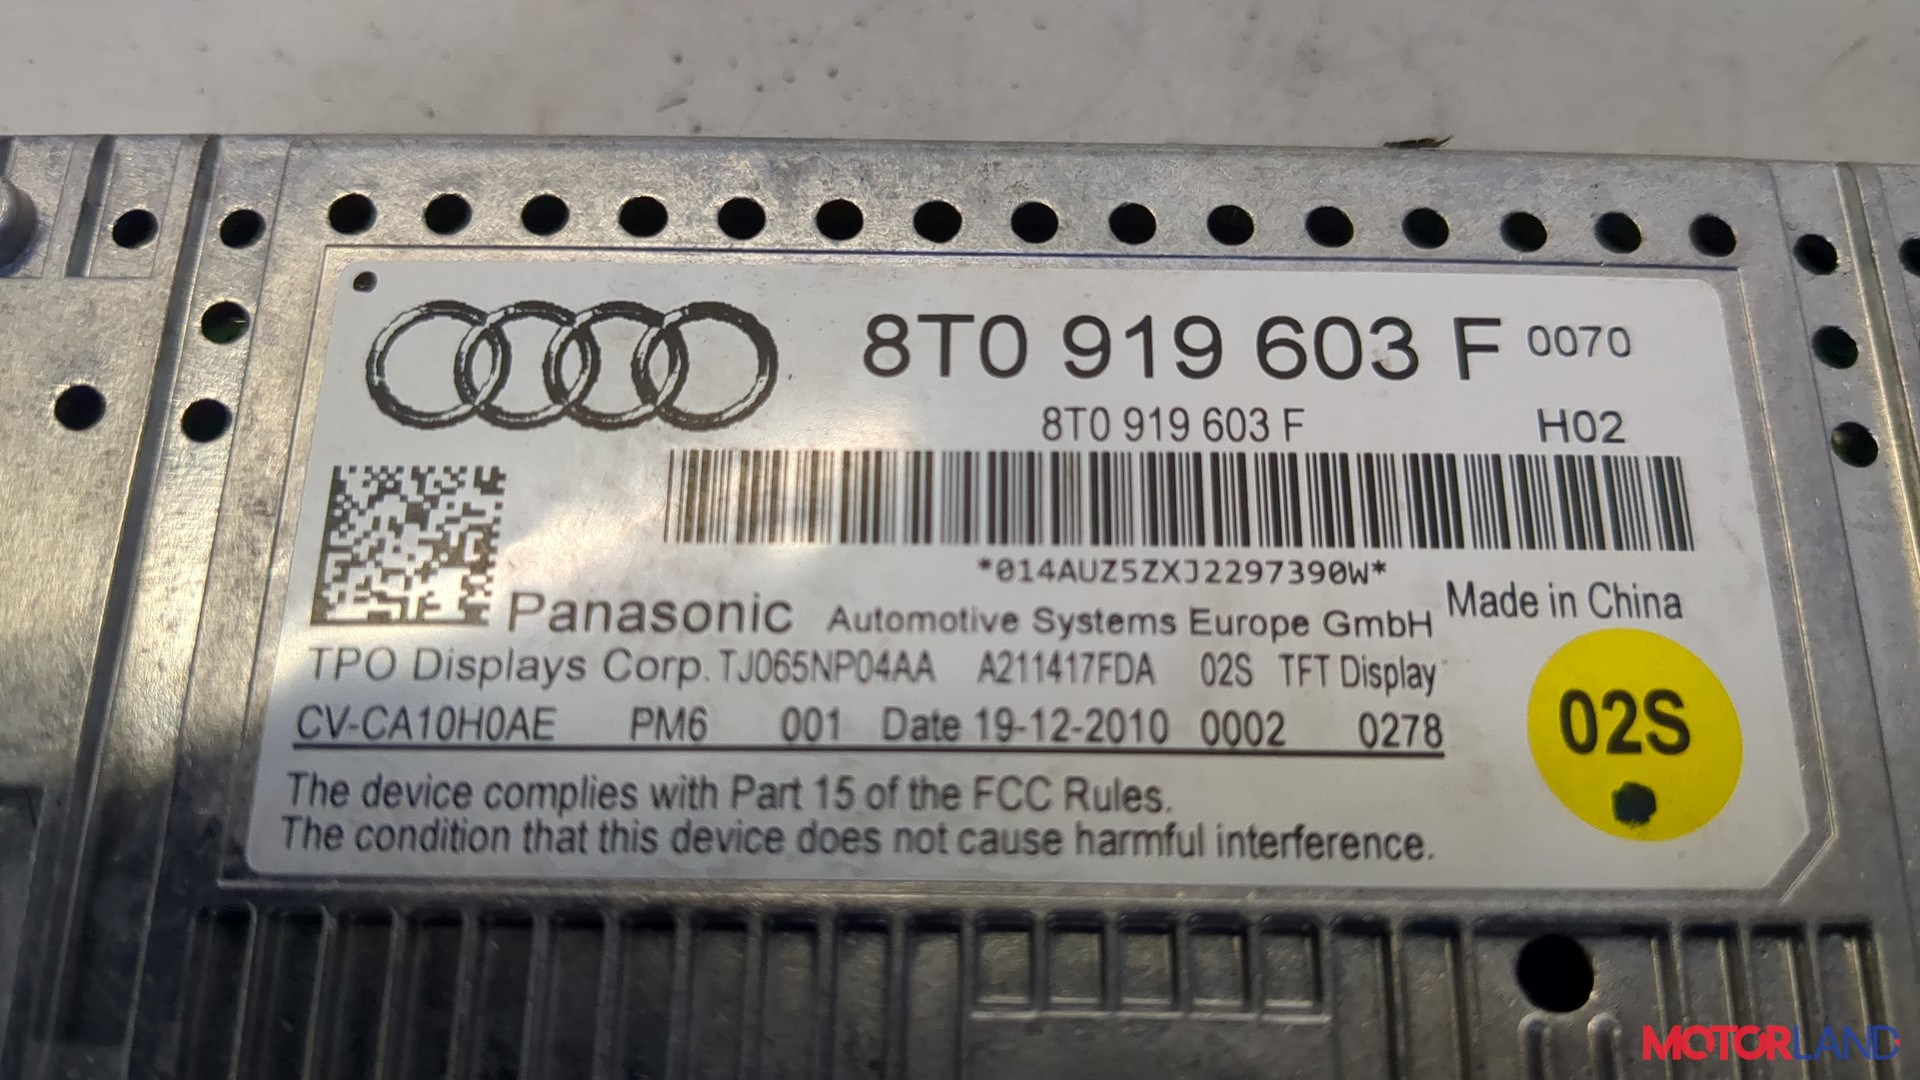 8T0 919 603 F 0070
8T0 919 603 F H02
*014AUZ5ZXJ2297390W*
Panasonic Automotive Systems Europe GmbH Made in China
TPO Displays Corp. TJ065NP04AA A211417FDA 02S TFT Display
CV-CA10H0AE PM6 001 Date 19-12-2010 0002 0278
02S
The device complies with Part 15 of the FCC Rules.
The condition that this device does not cause harmful interference.
MOTORLAND